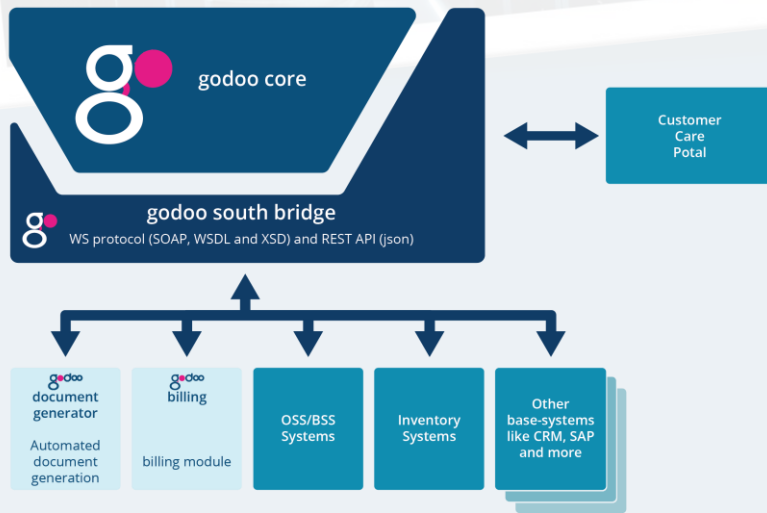 g
godoo core
Customer
Care
Potal
godoo south bridge
g
WS protocol (SOAP, WSDL and XSD) and REST API (json)
godoo
document
generator
Automated
document
generation
godoo
billing
billing module
OSS/BSS
Systems
Inventory
Systems
Other
base-systems
like CRM, SAP
and more